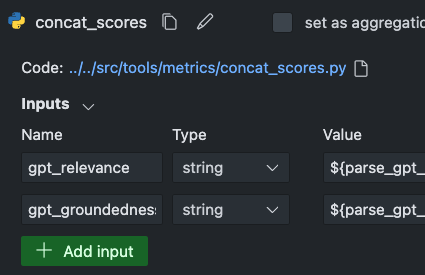 concat_scores
set as aggregatio
Code: ../../src/tools/metrics/concat_scores.py
Inputs
Name Type Value
gpt_relevance string ${parse_gpt_
gpt_groundednes string ${parse_gpt_
+ Add input